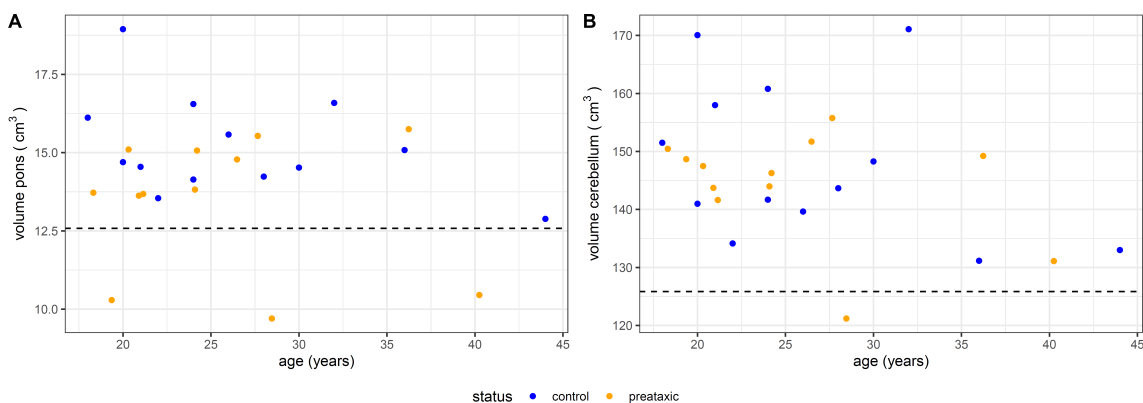 A
volume pons ( cm³ )
17.5
15.0
12.5
10.0
20 25 30 35 40 45
age (years)
B
volume cerebellum ( cm³ )
170
160
150
140
130
120
20 25 30 35 40 45
age (years)
status control preataxic